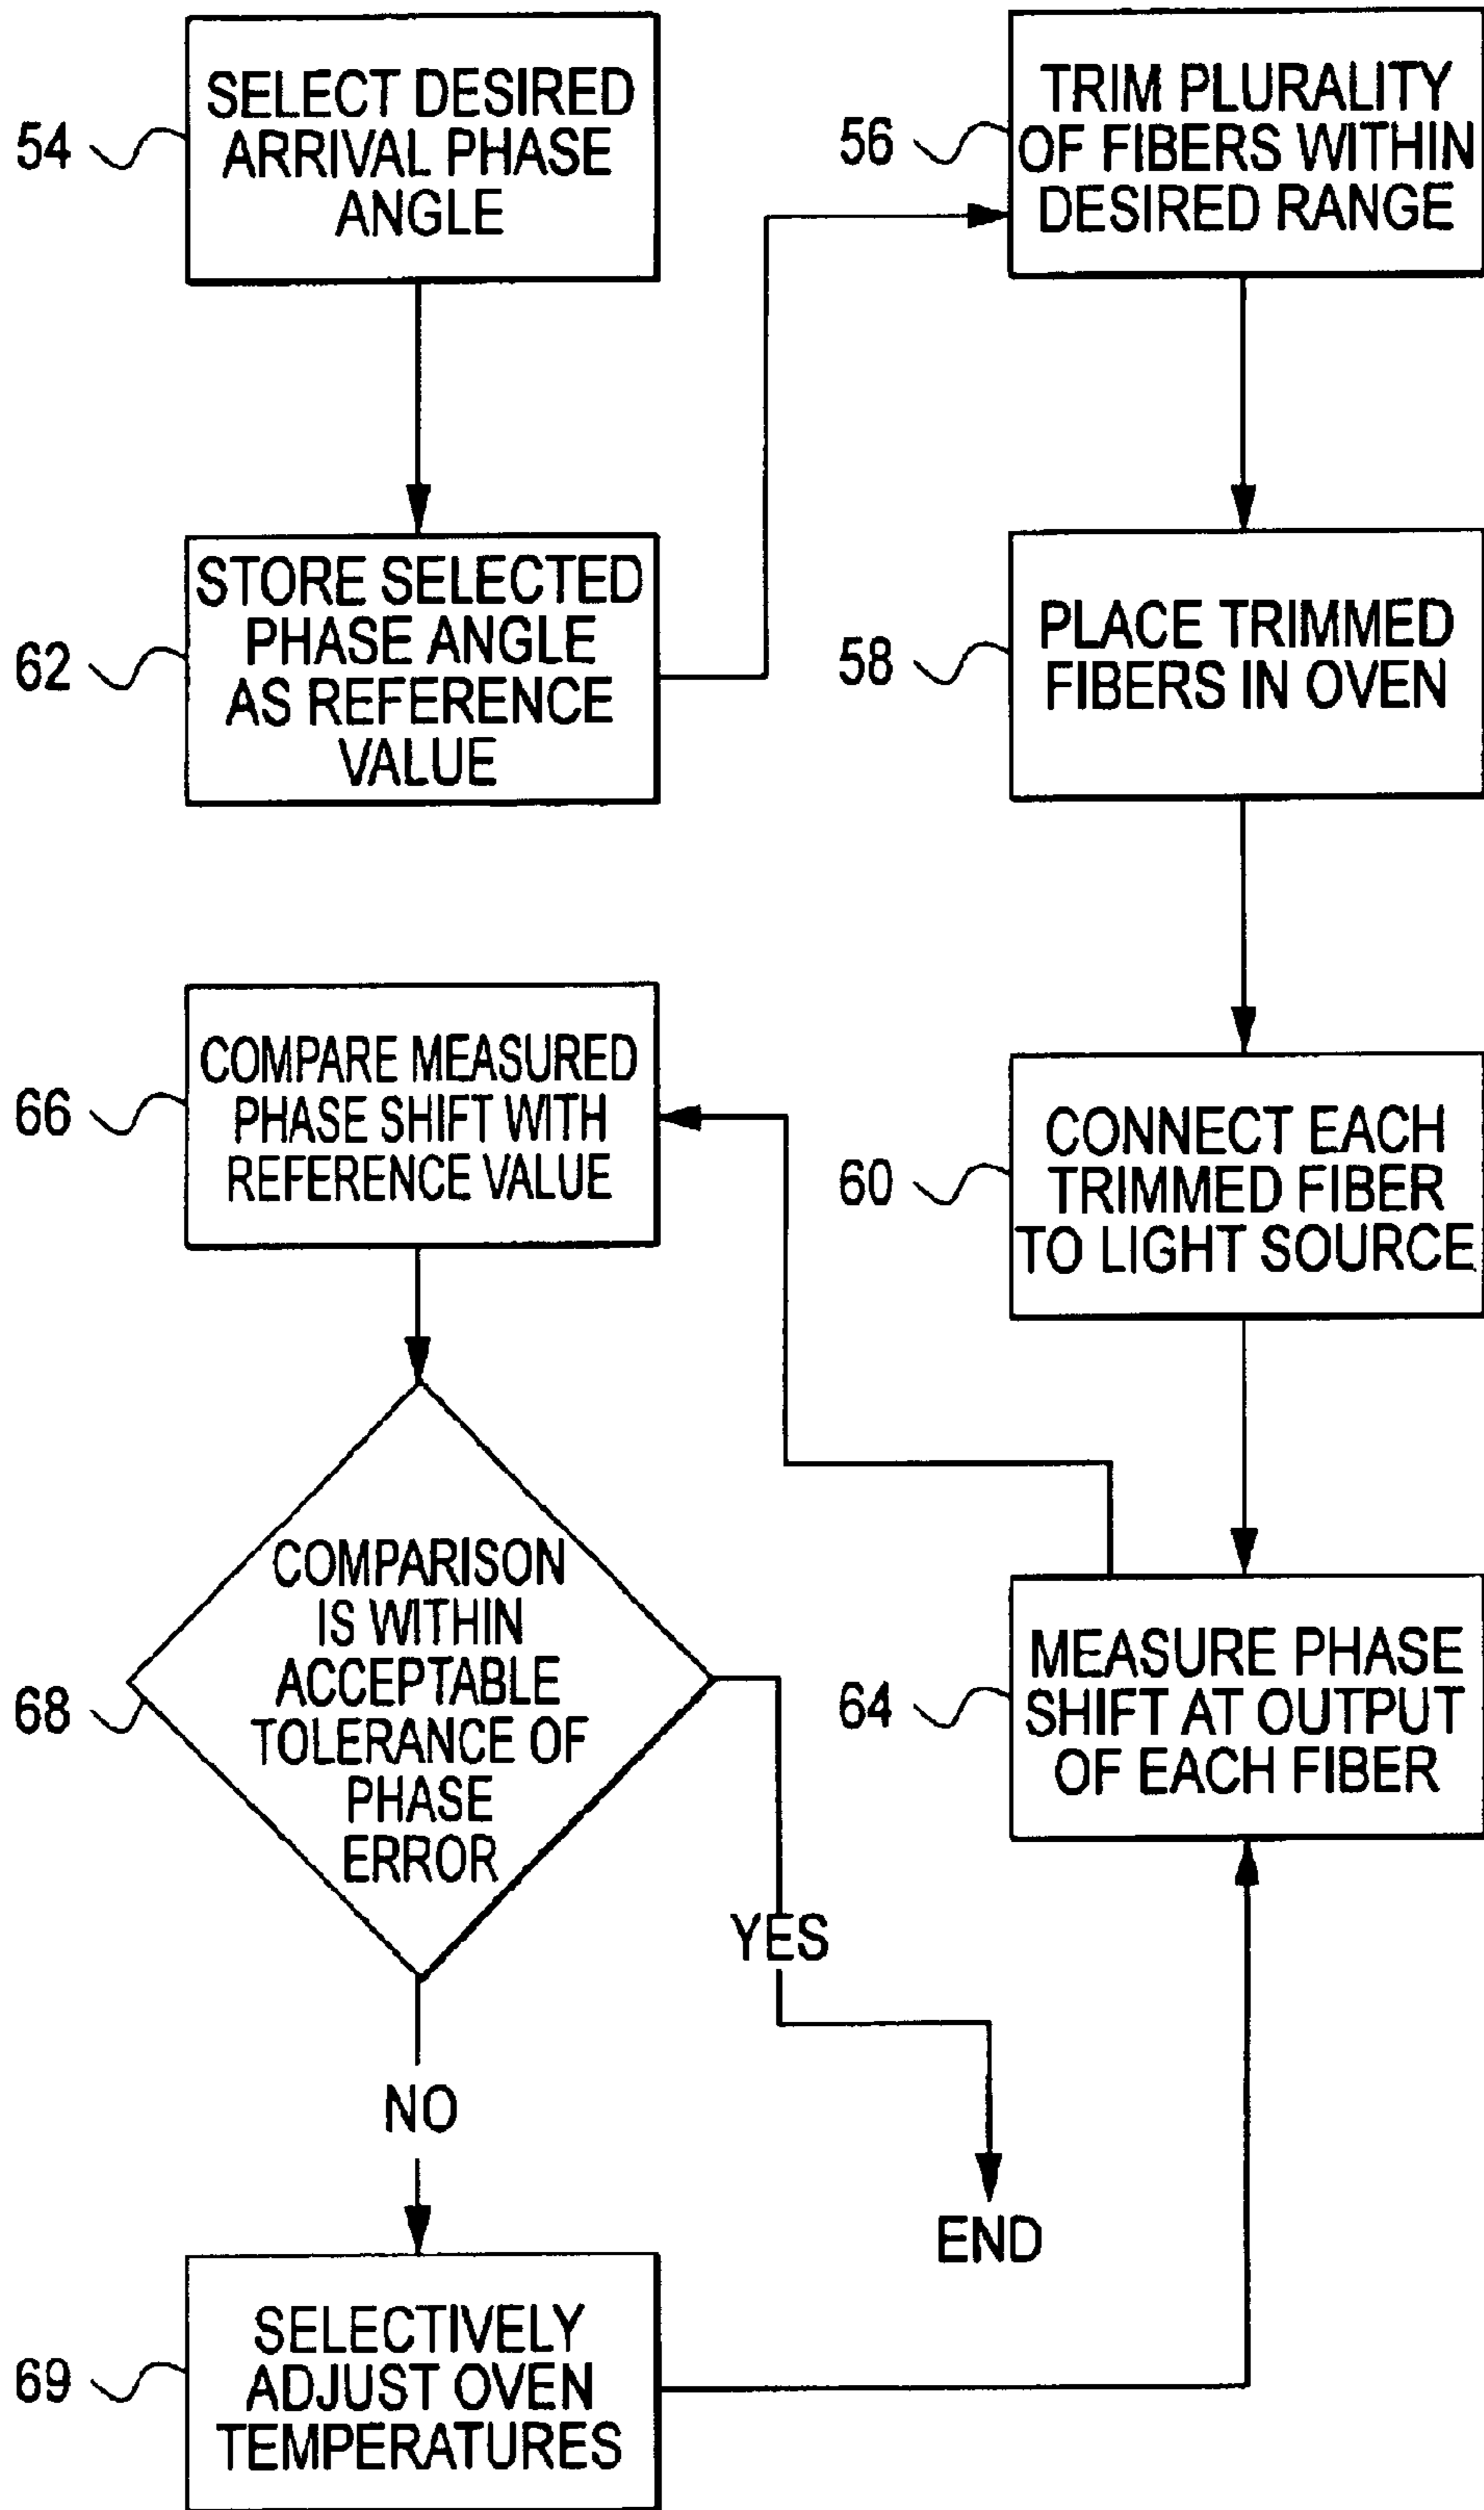 54
SELECT DESIRED
ARRIVAL PHASE
ANGLE
62
STORE SELECTED
PHASE ANGLE
AS REFERENCE
VALUE
56
TRIM PLURALITY
OF FIBERS WITHIN
DESIRED RANGE
58
PLACE TRIMMED
FIBERS IN OVEN
60
CONNECT EACH
TRIMMED FIBER
TO LIGHT SOURCE
64
MEASURE PHASE
SHIFT AT OUTPUT
OF EACH FIBER
66
COMPARE MEASURED
PHASE SHIFT WITH
REFERENCE VALUE
68
COMPARISON
IS WITHIN
ACCEPTABLE
TOLERANCE OF
PHASE
ERROR
YES
END
NO
69
SELECTIVELY
ADJUST OVEN
TEMPERATURES